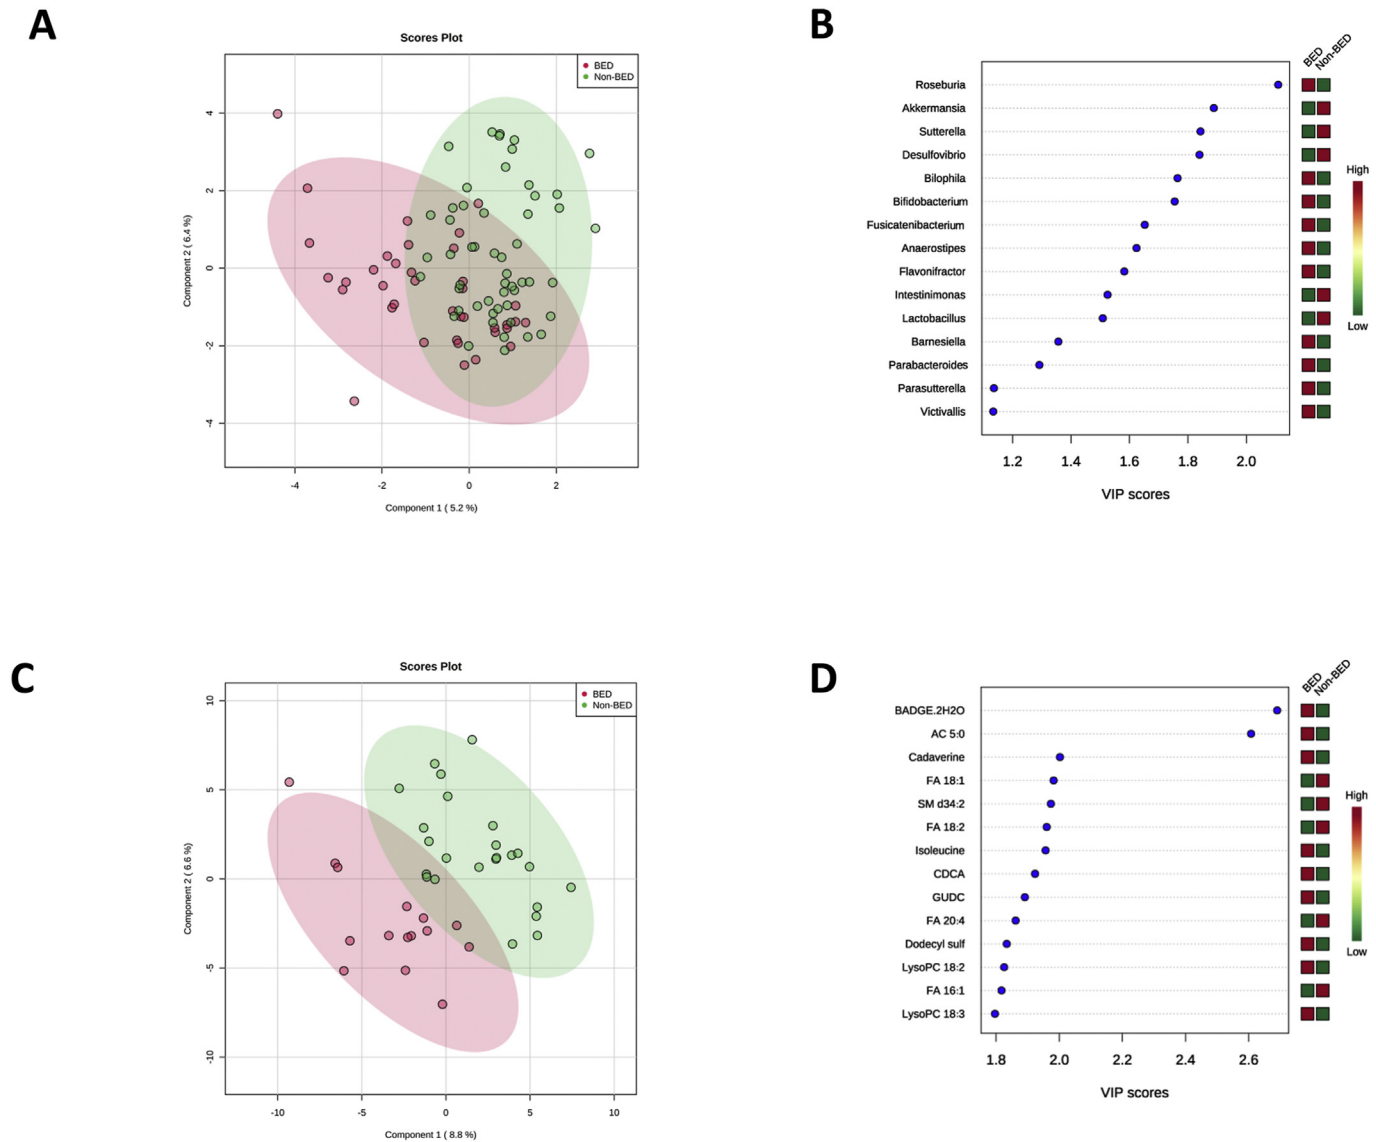 A
Scores Plot
BED
Non-BED
4
2
0
-2
-4
Component 2 ( 6.4 %)
-4
-2
0
2
Component 1 ( 5.2 %)
B
BED
Non-BED
Roseburia
Akkermansia
Sutterella
Desulfovibrio
Bilophila
Bifidobacterium
Fusicatenibacterium
Anaerostipes
Flavonifractor
Intestinimonas
Lactobacillus
Barnesiella
Parabacteroides
Parasutterella
Victivallis
High
Low
1.2
1.4
1.6
1.8
2.0
VIP scores
C
Scores Plot
BED
Non-BED
10
5
0
-5
-10
Component 2 ( 6.6 %)
-10
-5
0
5
10
Component 1 ( 8.8 %)
D
BED
Non-BED
BADGE.2H2O
AC 5:0
Cadaverine
FA 18:1
SM d34:2
FA 18:2
Isoleucine
CDCA
GUDC
FA 20:4
Dodecyl sulf
LysoPC 18:2
FA 16:1
LysoPC 18:3
High
Low
1.8
2.0
2.2
2.4
2.6
VIP scores